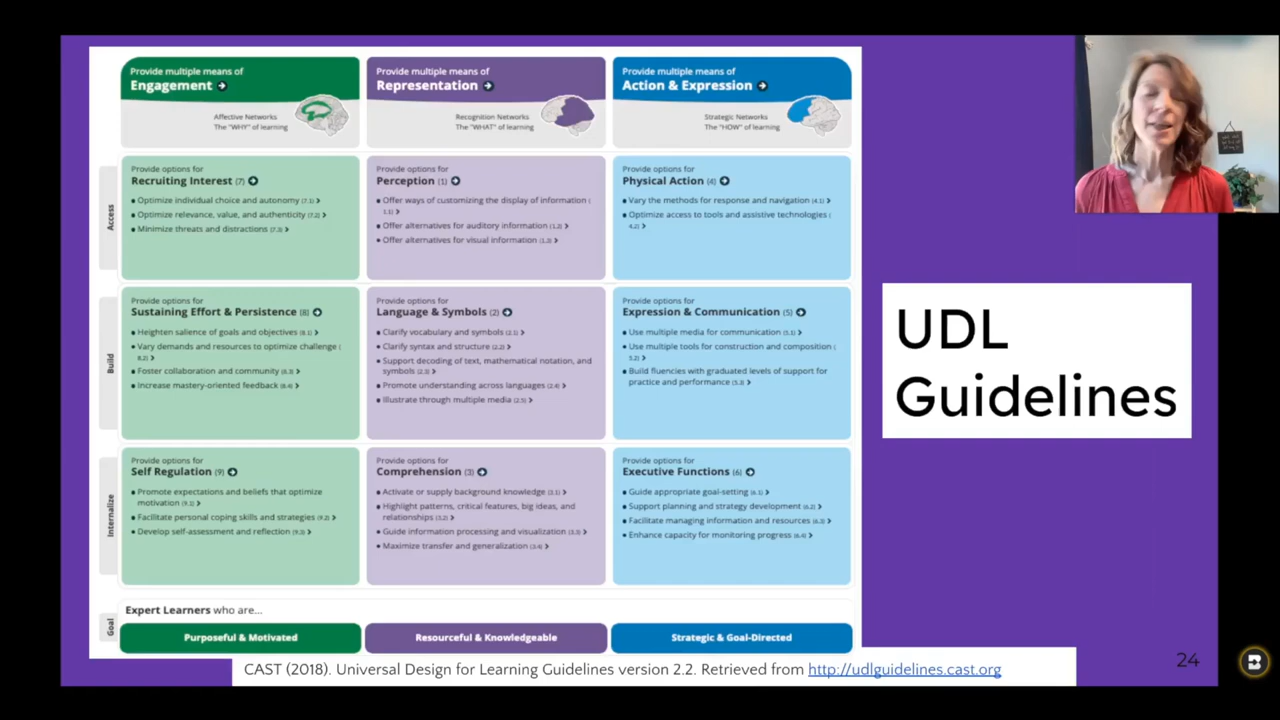 Provide multiple means of
Engagement
Affective Networks
The "WHY" of learning
Provide multiple means of
Representation
Recognition Networks
The "WHAT" of learning
Provide multiple means of
Action & Expression
Strategic Networks
The "HOW" of learning
Access
Provide options for
Recruiting Interest (7)
• Optimize individual choice and autonomy (7.1) >
• Optimize relevance, value, and authenticity (7.2) >
• Minimize threats and distractions (7.3) >
Provide options for
Perception (1)
• Offer ways of customizing the display of information (
1.1) >
• Offer alternatives for auditory information (1.2) >
• Offer alternatives for visual information (1.3) >
Provide options for
Physical Action (4)
• Vary the methods for response and navigation (4.1) >
• Optimize access to tools and assistive technologies (
4.2) >
Build
Provide options for
Sustaining Effort & Persistence (8)
• Heighten salience of goals and objectives (8.1) >
• Vary demands and resources to optimize challenge (
8.2) >
• Foster collaboration and community (8.3) >
• Increase mastery-oriented feedback (8.4) >
Provide options for
Language & Symbols (2)
• Clarify vocabulary and symbols (2.1) >
• Clarify syntax and structure (2.2) >
• Support decoding of text, mathematical notation, and
symbols (2.3) >
• Promote understanding across languages (2.4) >
• Illustrate through multiple media (2.5) >
Provide options for
Expression & Communication (5)
• Use multiple media for communication (5.1) >
• Use multiple tools for construction and composition (
5.2) >
• Build fluencies with graduated levels of support for
practice and performance (5.3) >
Internalize
Provide options for
Self Regulation (9)
• Promote expectations and beliefs that optimize
motivation (9.1) >
• Facilitate personal coping skills and strategies (9.2) >
• Develop self-assessment and reflection (9.3) >
Provide options for
Comprehension (3)
• Activate or supply background knowledge (3.1) >
• Highlight patterns, critical features, big ideas, and
relationships (3.2) >
• Guide information processing and visualization (3.3) >
• Maximize transfer and generalization (3.4) >
Provide options for
Executive Functions (6)
• Guide appropriate goal-setting (6.1) >
• Support planning and strategy development (6.2) >
• Facilitate managing information and resources (6.3) >
• Enhance capacity for monitoring progress (6.4) >
Goal
Expert Learners who are...
Purposeful & Motivated
Resourceful & Knowledgeable
Strategic & Goal-Directed
UDL
Guidelines
CAST (2018). Universal Design for Learning Guidelines version 2.2. Retrieved from http://udlguidelines.cast.org
24